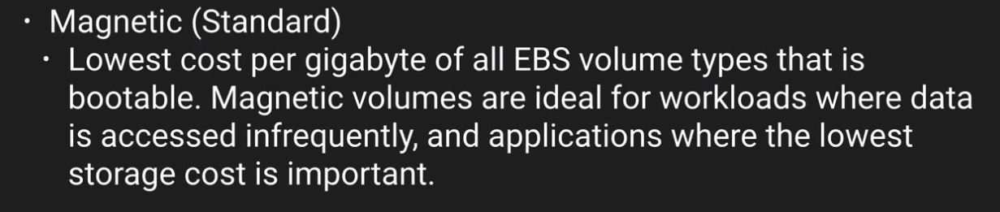 · Magnetic (Standard)
· Lowest cost per gigabyte of all EBS volume types that is
bootable. Magnetic volumes are ideal for workloads where data
is accessed infrequently, and applications where the lowest
storage cost is important.